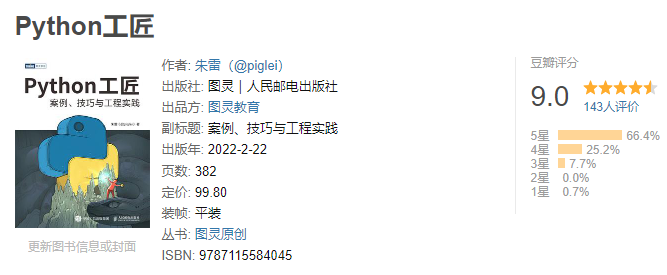 Python工匠
Python工匠
案例、技巧与工程实践
作者: 朱雷（@piglei）
出版社: 图灵｜人民邮电出版社
出品方: 图灵教育
副标题: 案例、技巧与工程实践
出版年: 2022-2-22
页数: 382
定价: 99.80
装帧: 平装
丛书: 图灵原创
ISBN: 9787115584045
更新图书信息或封面
豆瓣评分
9.0
143人评价
5星 66.4%
4星 25.2%
3星 7.7%
2星 0.0%
1星 0.7%